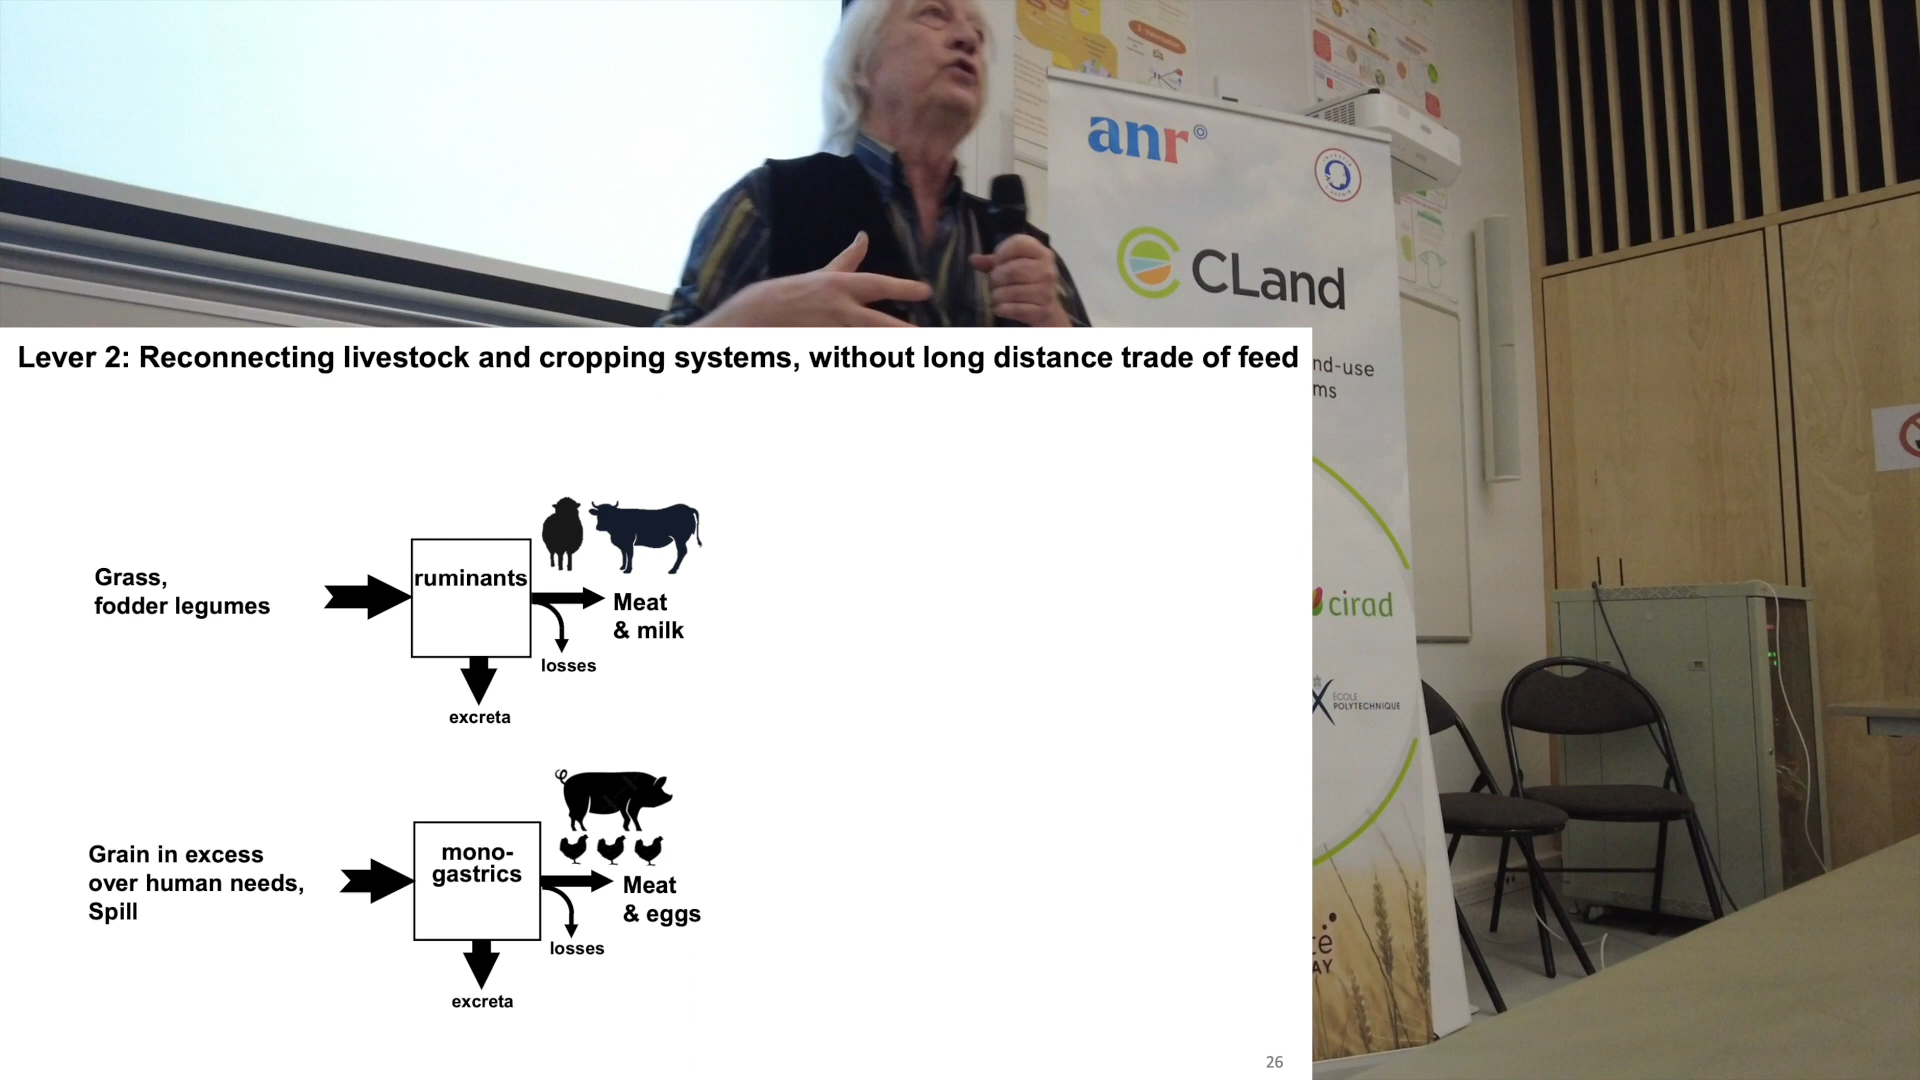 anr
CLand
nd-use
ms
cirad
ÉCOLE
POLYTECHNIQUE
té
AY
Lever 2: Reconnecting livestock and cropping systems, without long distance trade of feed
Grass,
fodder legumes
ruminants
Meat
& milk
losses
excreta
Grain in excess
over human needs,
Spill
mono-
gastrics
Meat
& eggs
losses
excreta
26